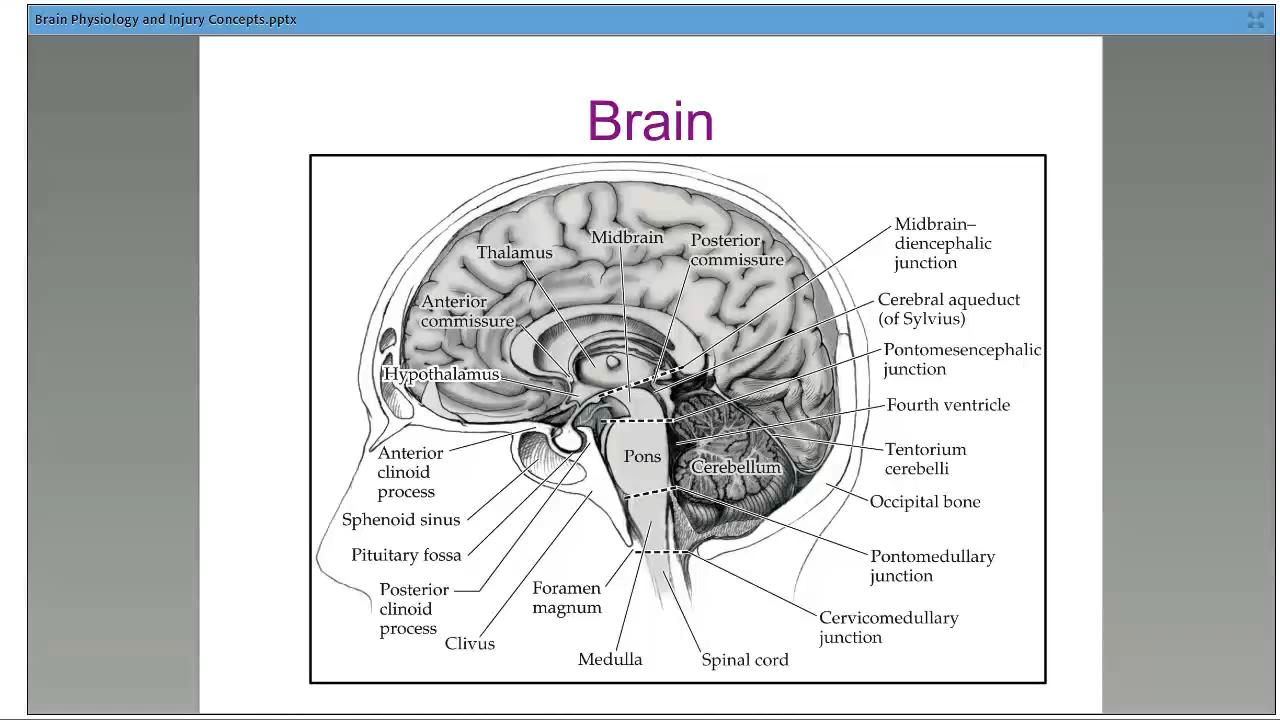 Brain Physiology and Injury Concepts.pptx
Brain
Midbrain–
diencephalic
junction
Midbrain
Posterior
commissure
Thalamus
Anterior
commissure
Cerebral aqueduct
(of Sylvius)
Pontomesencephalic
junction
Hypothalamus
Fourth ventricle
Anterior
clinoid
process
Pons
Cerebellum
Tentorium
cerebelli
Occipital bone
Sphenoid sinus
Pituitary fossa
Pontomedullary
junction
Posterior
clinoid
process
Foramen
magnum
Cervicomedullary
junction
Clivus
Medulla
Spinal cord